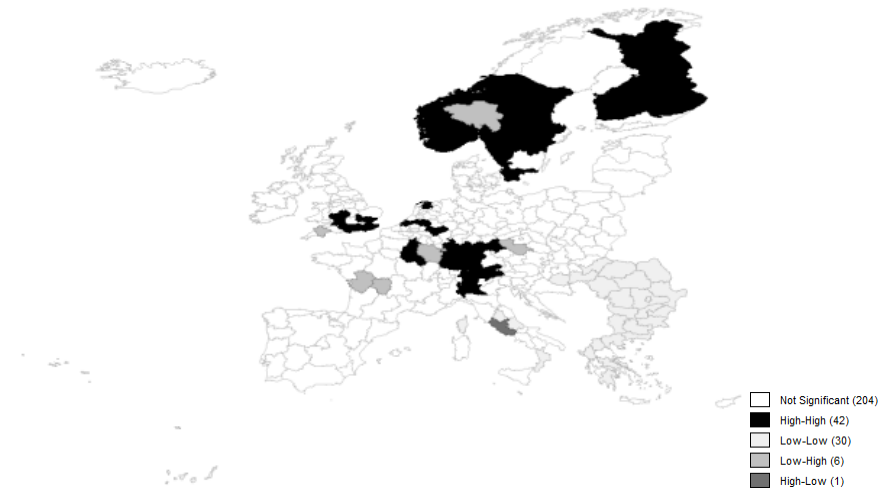 Not Significant (204)
High-High (42)
Low-Low (30)
Low-High (6)
High-Low (1)